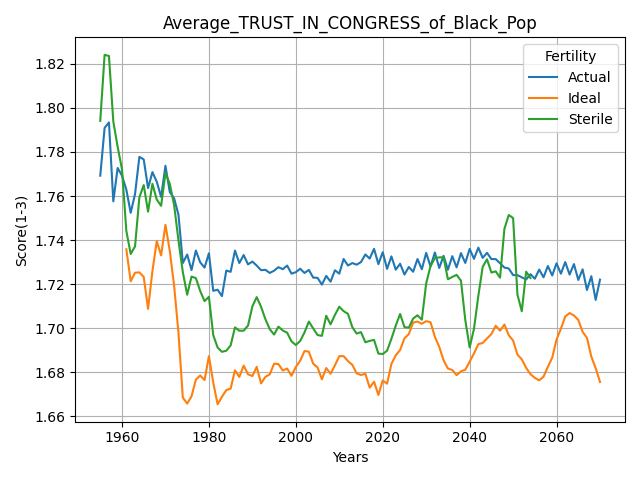 Average_TRUST_IN_CONGRESS_of_Black_Pop
Fertility
Actual
Ideal
Sterile
Score(1-3)
1.82
1.80
1.78
1.76
1.74
1.72
1.70
1.68
1.66
1960 1980 2000 2020 2040 2060
Years